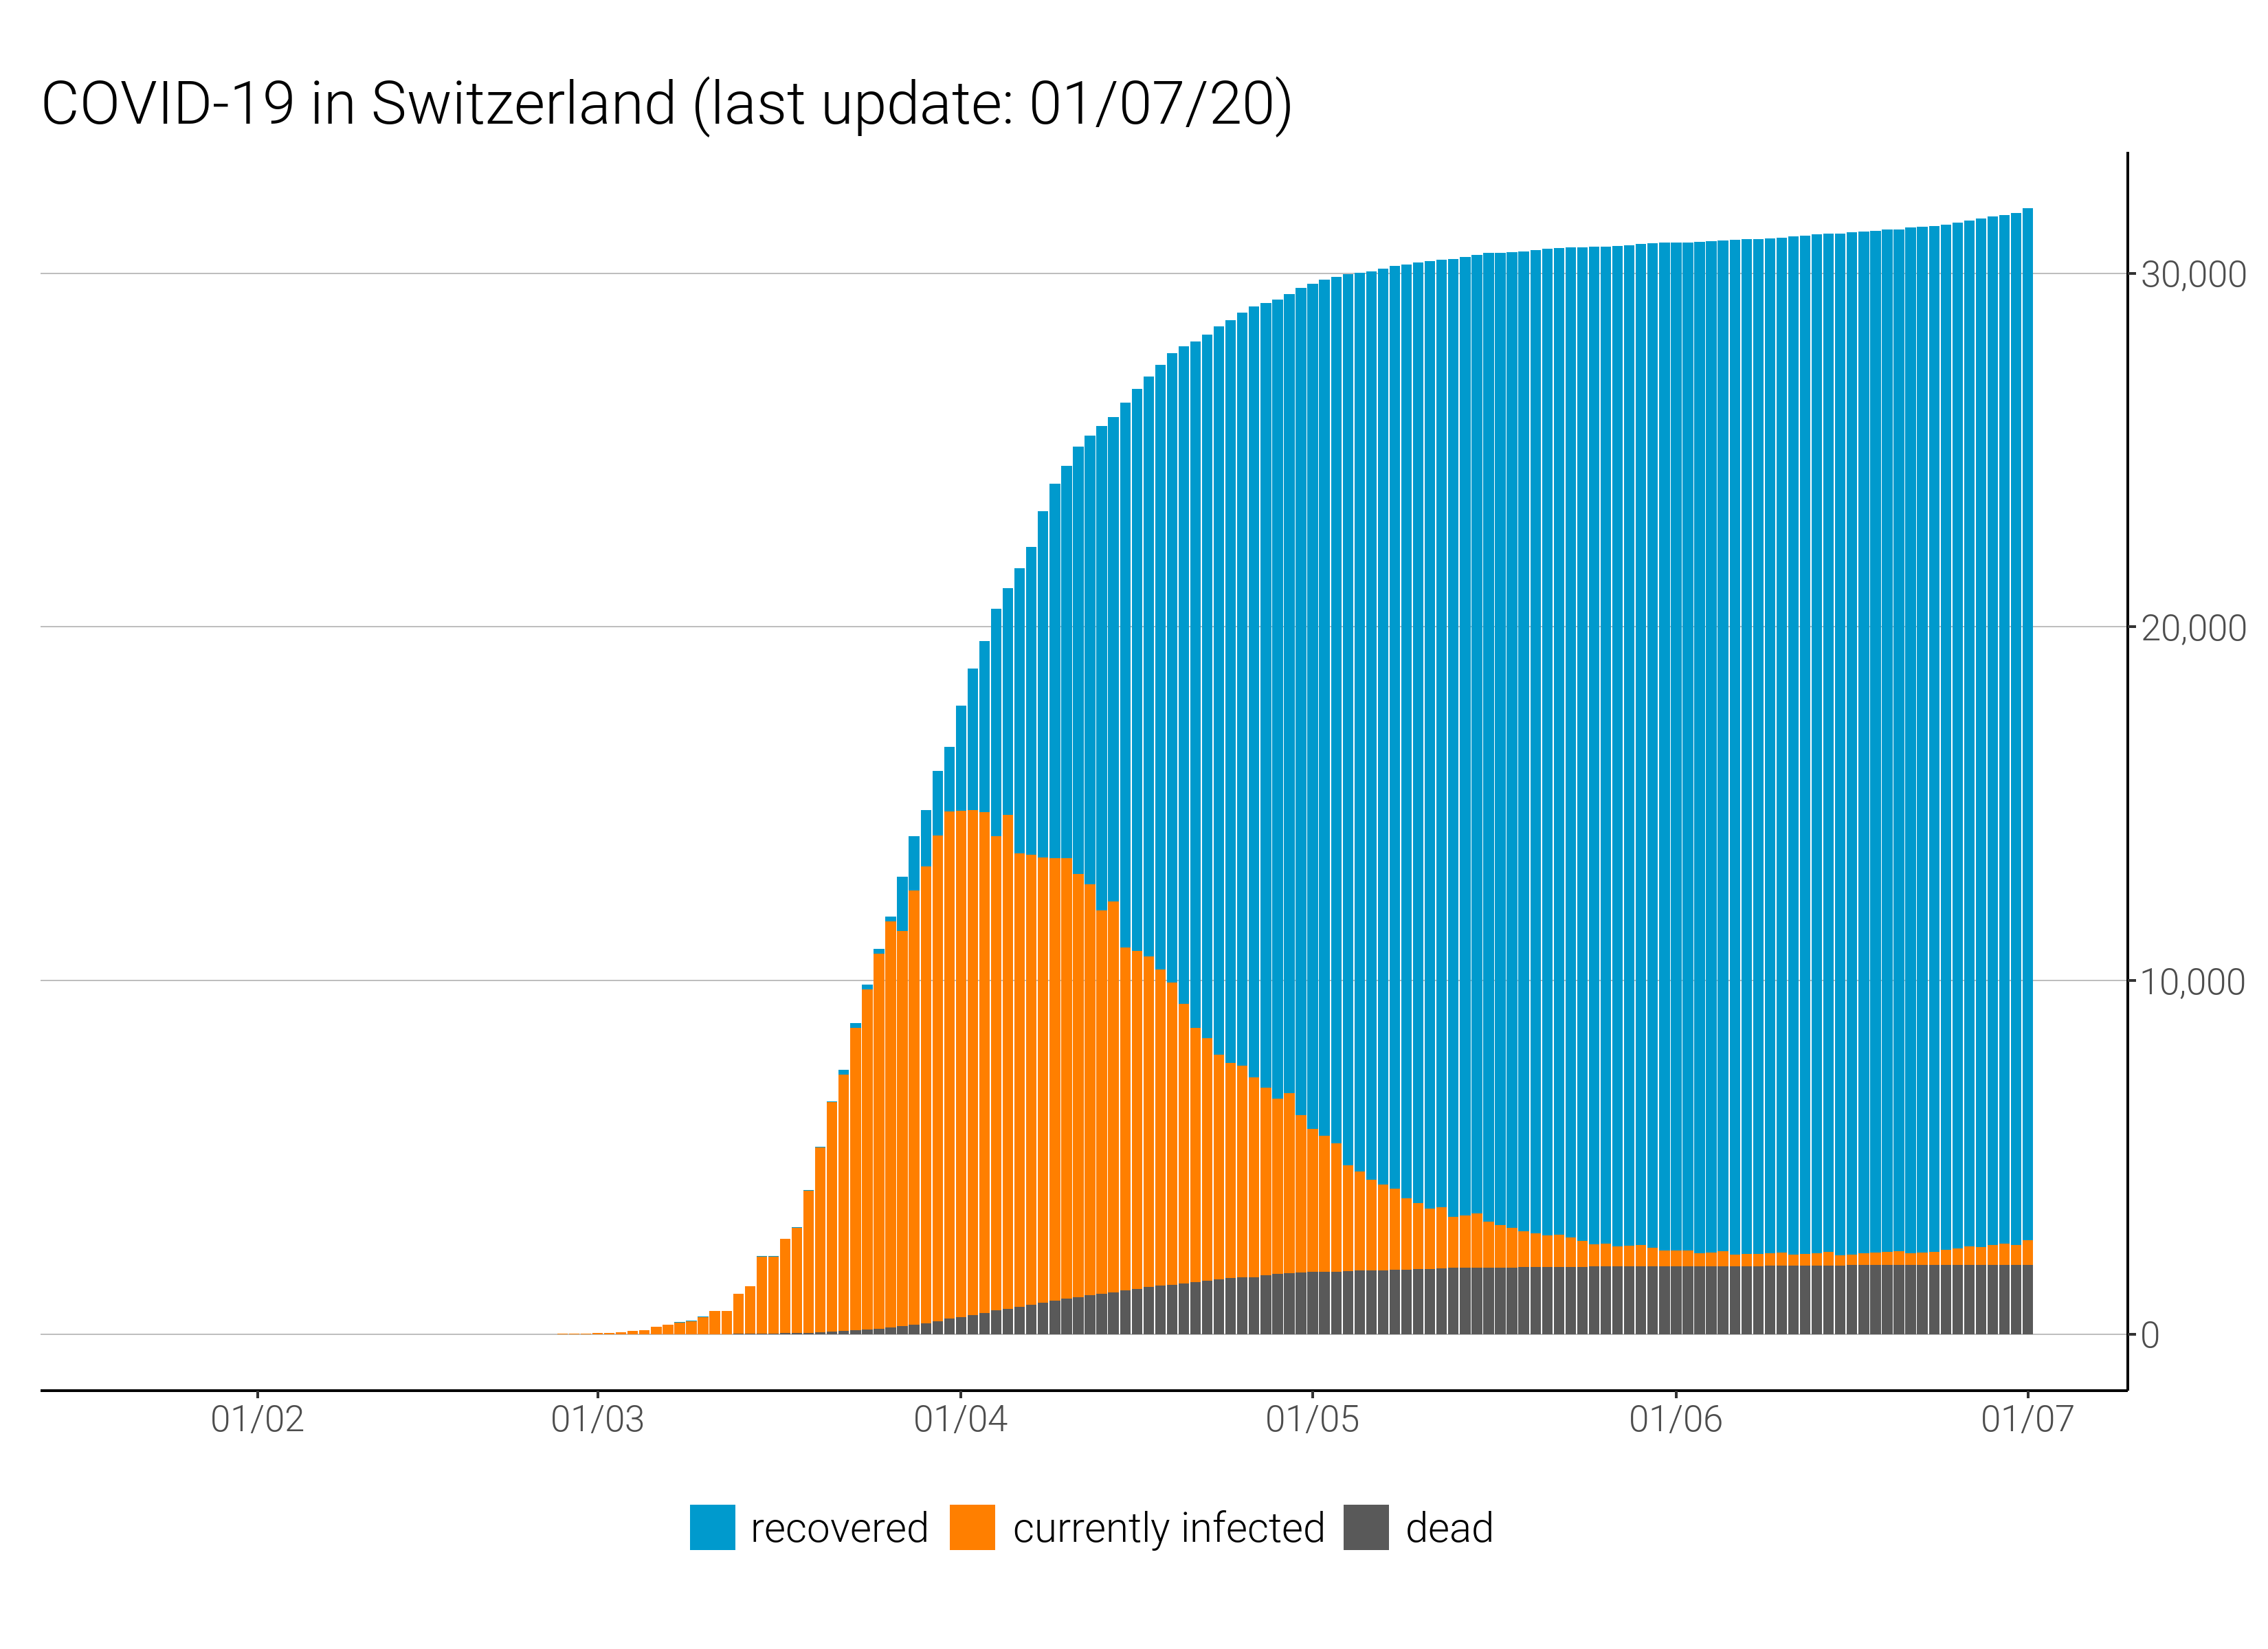 COVID-19 in Switzerland (last update: 01/07/20)
30,000
20,000
10,000
0
01/02 01/03 01/04 01/05 01/06 01/07
recovered currently infected dead